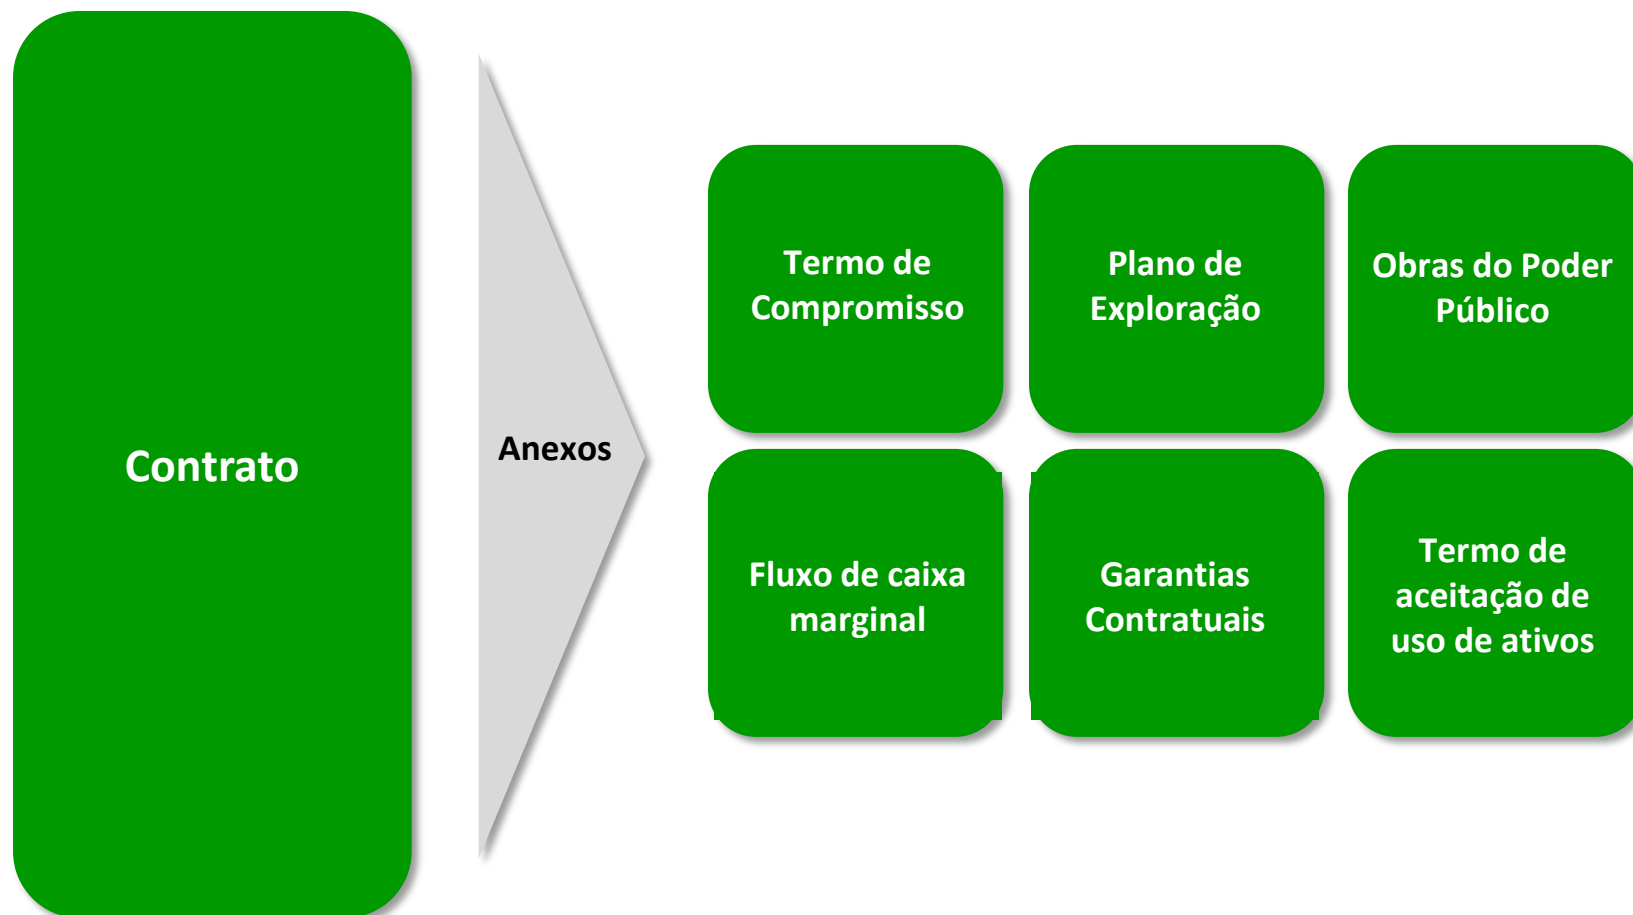 Contrato
Anexos
Termo de
Compromisso
Plano de
Exploração
Obras do Poder
Público
Fluxo de caixa
marginal
Garantias
Contratuais
Termo de
aceitação de
uso de ativos